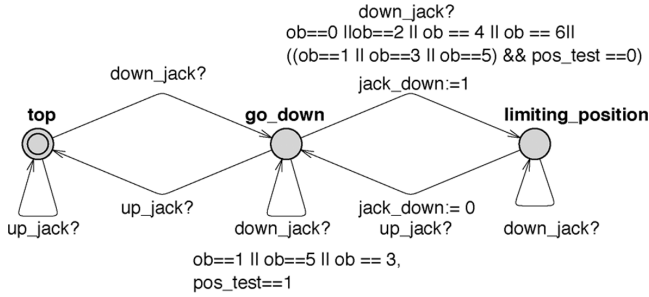 down_jack?
ob==0 ||ob==2 || ob == 4 || ob == 6||
((ob==1 || ob==3 || ob==5) && pos_test ==0)
down_jack?
jack_down:=1
top
go_down
limiting_position
up_jack?
up_jack?
down_jack?
jack_down:= 0
up_jack?
down_jack?
ob==1 || ob==5 || ob == 3,
pos_test==1